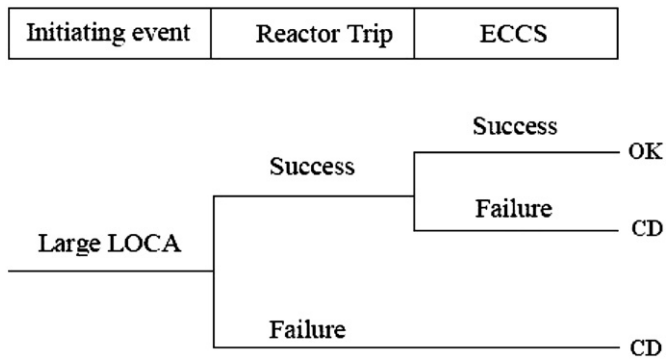 Initiating event Reactor Trip ECCS
Success
Success OK
Failure
CD
Large LOCA
Failure
CD